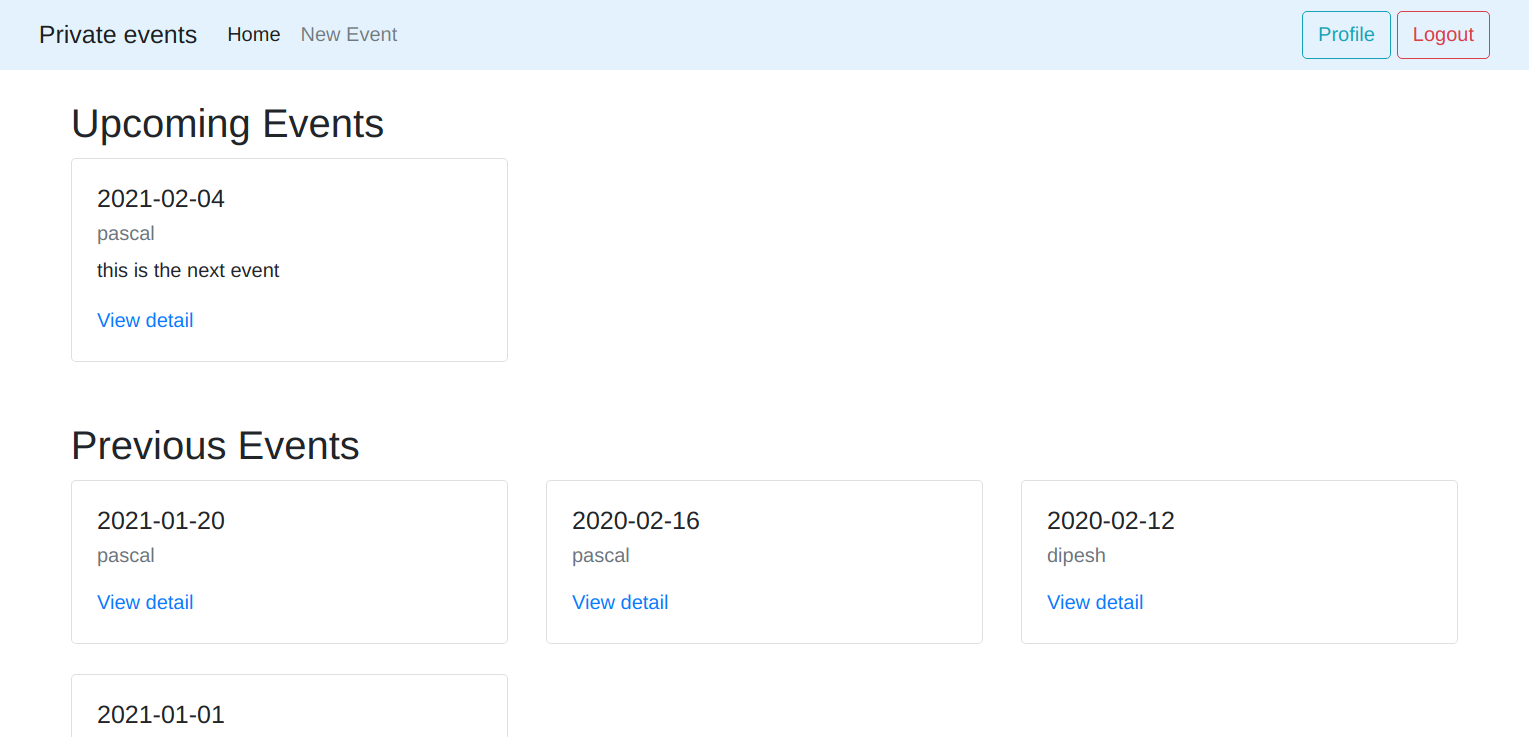 Private events Home New Event Profile Logout
Upcoming Events
2021-02-04
pascal
this is the next event
View detail
Previous Events
2021-01-20
pascal
View detail
2020-02-16
pascal
View detail
2020-02-12
dipesh
View detail
2021-01-01